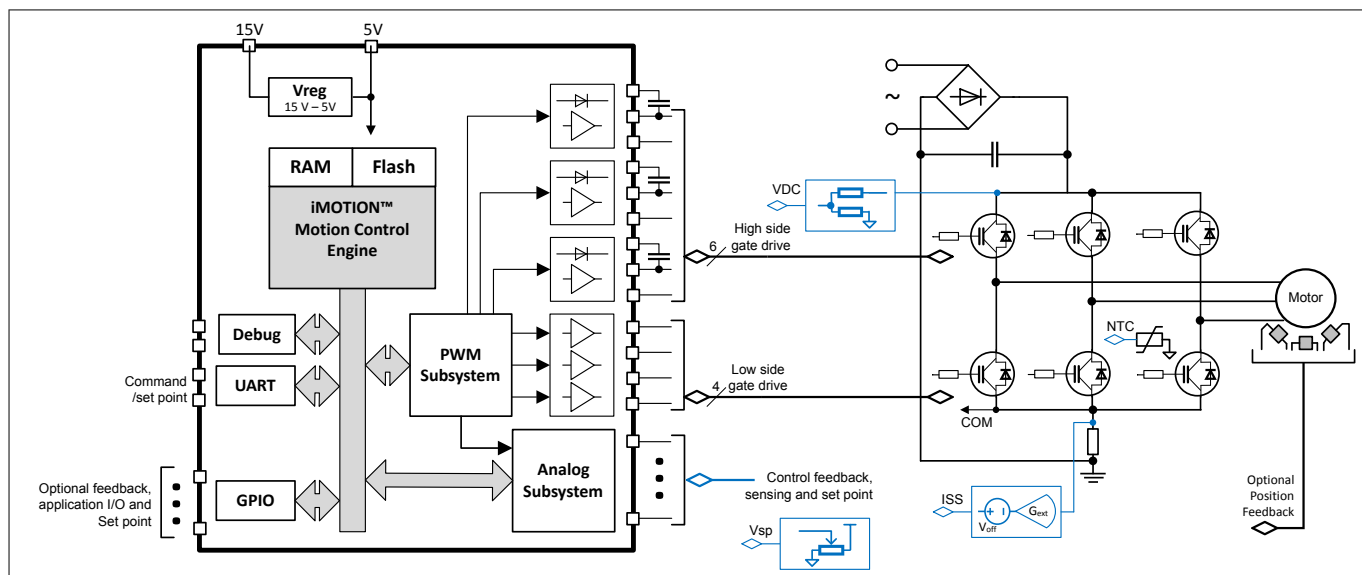 15V
5V
Vreg
15 V – 5V
RAM
Flash
iMOTION™
Motion Control
Engine
Debug
UART
Command
/set point
GPIO
Optional feedback,
application I/O and
Set point
PWM
Subsystem
Analog
Subsystem
High side
gate drive
6
Low side
gate drive
4
Control feedback,
sensing and set point
Vsp
~
VDC
NTC
Motor
COM
ISS
+
Voff
Gext
Optional
Position
Feedback